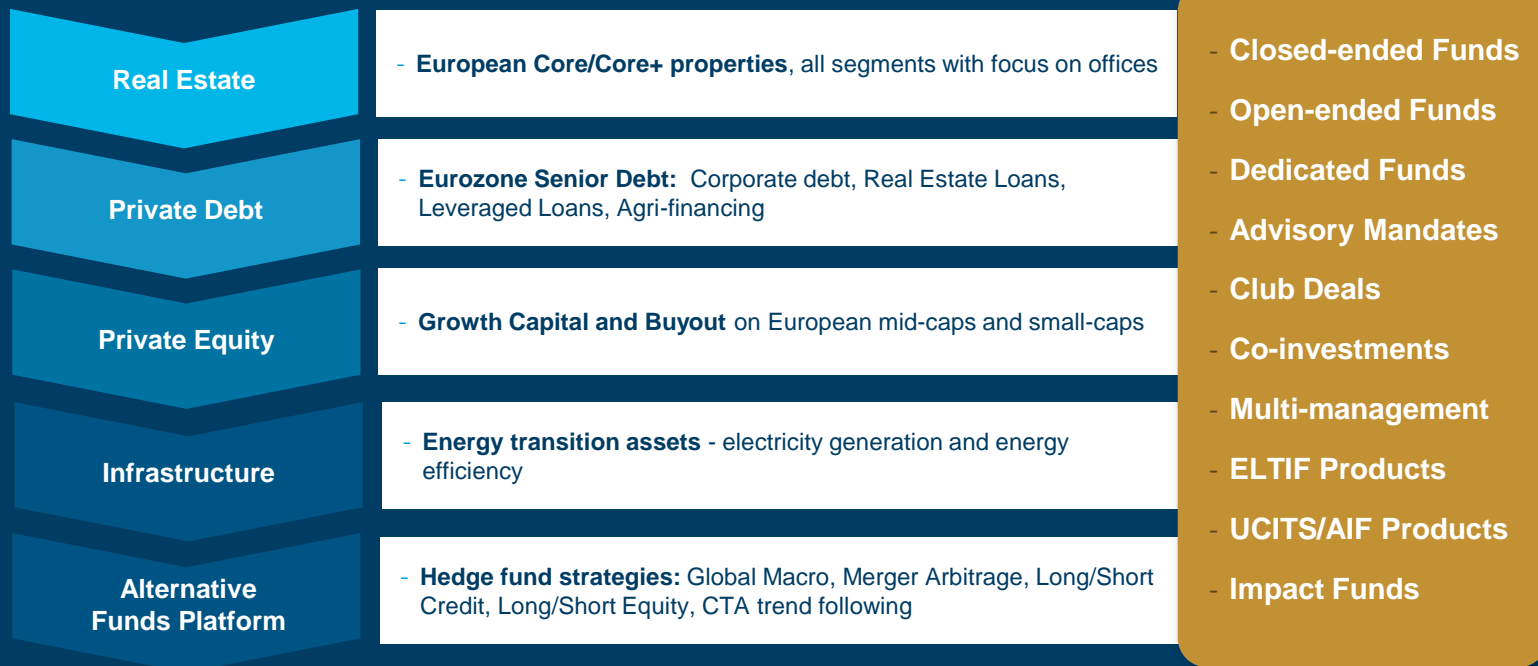 Real Estate
- European Core/Core+ properties, all segments with focus on offices
Private Debt
- Eurozone Senior Debt: Corporate debt, Real Estate Loans,
Leveraged Loans, Agri-financing
Private Equity
- Growth Capital and Buyout on European mid-caps and small-caps
Infrastructure
- Energy transition assets - electricity generation and energy
efficiency
Alternative
Funds Platform
- Hedge fund strategies: Global Macro, Merger Arbitrage, Long/Short
Credit, Long/Short Equity, CTA trend following
- Closed-ended Funds
- Open-ended Funds
- Dedicated Funds
- Advisory Mandates
- Club Deals
- Co-investments
- Multi-management
- ELTIF Products
- UCITS/AIF Products
- Impact Funds